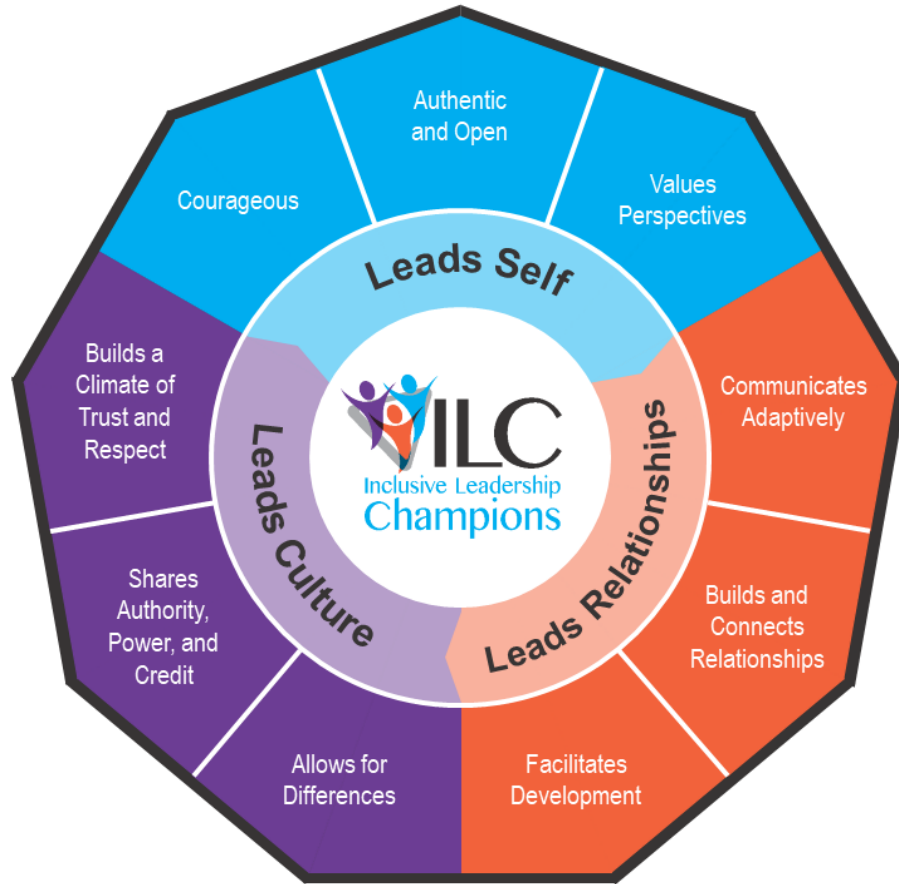 Authentic
and Open
Values
Perspectives
Communicates
Adaptively
Builds and
Connects
Relationships
Facilitates
Development
Allows for
Differences
Shares
Authority,
Power, and
Credit
Builds a
Climate of
Trust and
Respect
Courageous
Leads Self
Leads Relationships
Leads Culture
ILC
Inclusive Leadership
Champions